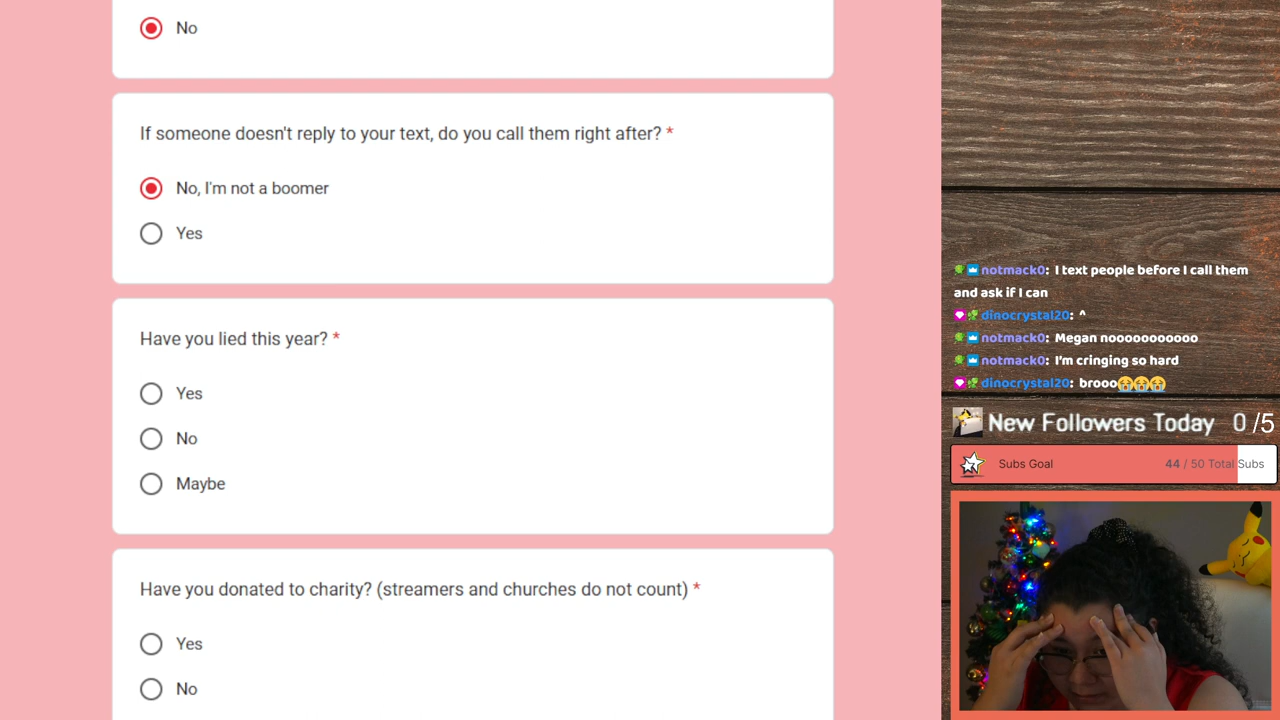 No
If someone doesn't reply to your text, do you call them right after? *
No, I'm not a boomer
Yes
Have you lied this year? *
Yes
No
Maybe
Have you donated to charity? (streamers and churches do not count) *
Yes
No
notmack0: I text people before I call them
and ask if I can
dinocrystal20: ^
notmack0: Megan nooooooooooo
notmack0: I'm cringing so hard
dinocrystal20: brooo😭😭😭
New Followers Today 0 /5
Subs Goal 44 / 50 Total Subs